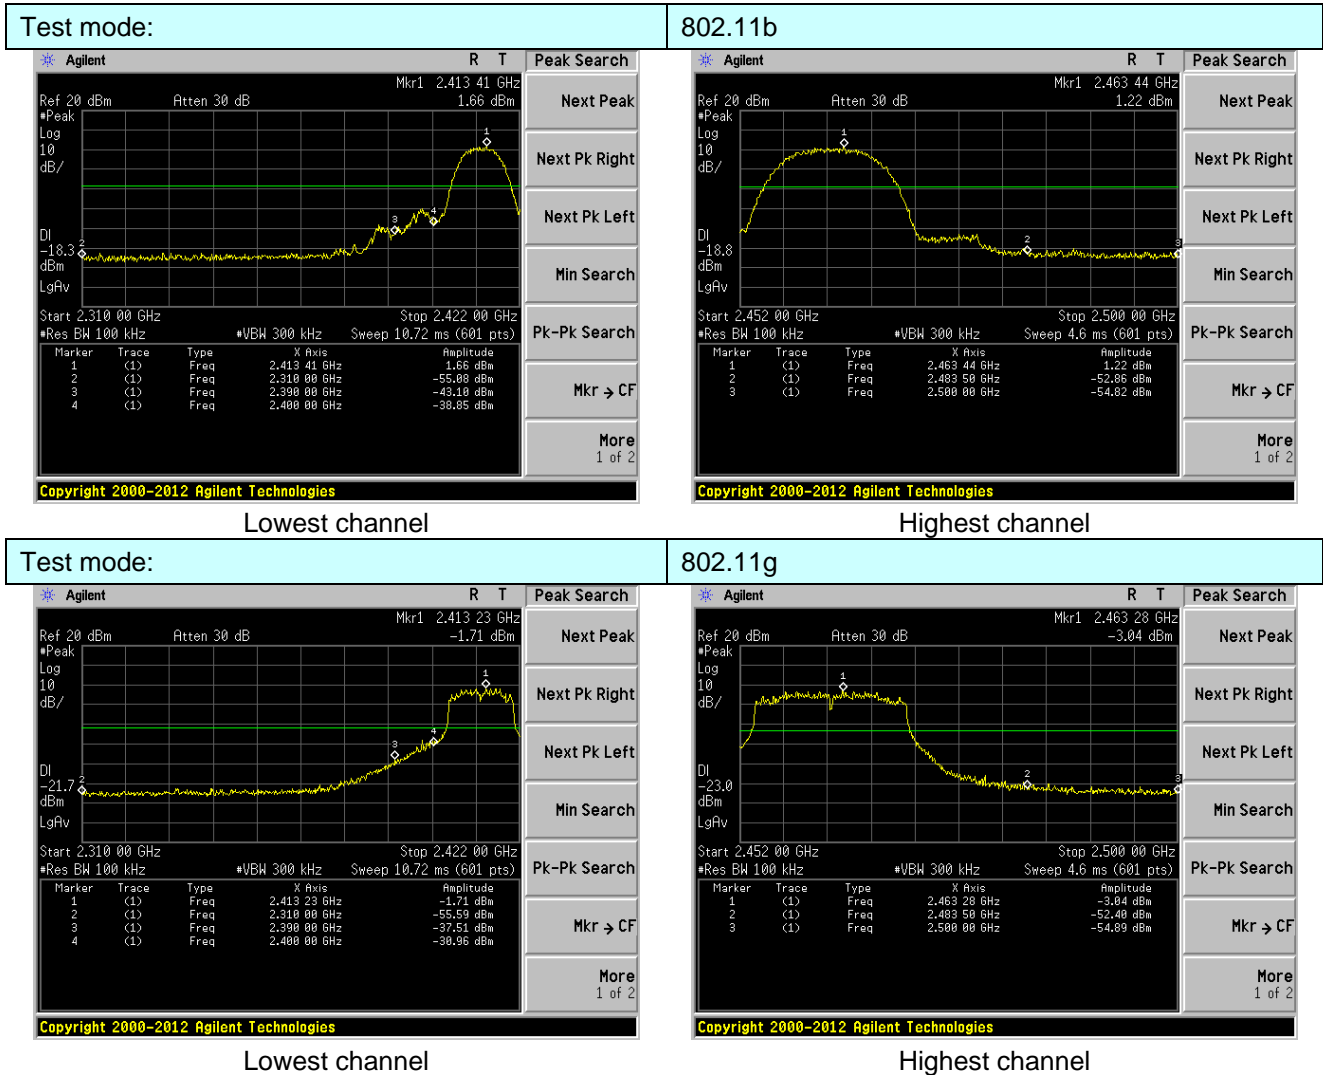 Test mode: 802.11b
Agilent R T Peak Search
Mkr1 2.413 41 GHz
Ref 20 dBm Atten 30 dB 1.66 dBm
#Peak
Log
10
dB/
1
3
4
2
DI
-18.3
dBm
LgAv
Start 2.310 00 GHz Stop 2.422 00 GHz
#Res BW 100 kHz #VBW 300 kHz Sweep 10.72 ms (601 pts)
Marker Trace Type X Axis Amplitude
1 (1) Freq 2.413 41 GHz 1.66 dBm
2 (1) Freq 2.310 00 GHz -55.08 dBm
3 (1) Freq 2.390 00 GHz -43.10 dBm
4 (1) Freq 2.400 00 GHz -38.85 dBm
Next Peak
Next Pk Right
Next Pk Left
Min Search
Pk-Pk Search
Mkr → CF
More
1 of 2
Copyright 2000-2012 Agilent Technologies
Lowest channel
Agilent R T Peak Search
Mkr1 2.463 44 GHz
Ref 20 dBm Atten 30 dB 1.22 dBm
#Peak
Log
10
dB/
1
2
3
DI
-18.8
dBm
LgAv
Start 2.452 00 GHz Stop 2.500 00 GHz
#Res BW 100 kHz #VBW 300 kHz Sweep 4.6 ms (601 pts)
Marker Trace Type X Axis Amplitude
1 (1) Freq 2.463 44 GHz 1.22 dBm
2 (1) Freq 2.483 50 GHz -52.86 dBm
3 (1) Freq 2.500 00 GHz -54.82 dBm
Next Peak
Next Pk Right
Next Pk Left
Min Search
Pk-Pk Search
Mkr → CF
More
1 of 2
Copyright 2000-2012 Agilent Technologies
Highest channel
Test mode: 802.11g
Agilent R T Peak Search
Mkr1 2.413 23 GHz
Ref 20 dBm Atten 30 dB -1.71 dBm
#Peak
Log
10
dB/
1
3
4
2
DI
-21.7
dBm
LgAv
Start 2.310 00 GHz Stop 2.422 00 GHz
#Res BW 100 kHz #VBW 300 kHz Sweep 10.72 ms (601 pts)
Marker Trace Type X Axis Amplitude
1 (1) Freq 2.413 23 GHz -1.71 dBm
2 (1) Freq 2.310 00 GHz -55.59 dBm
3 (1) Freq 2.390 00 GHz -37.51 dBm
4 (1) Freq 2.400 00 GHz -30.96 dBm
Next Peak
Next Pk Right
Next Pk Left
Min Search
Pk-Pk Search
Mkr → CF
More
1 of 2
Copyright 2000-2012 Agilent Technologies
Lowest channel
Agilent R T Peak Search
Mkr1 2.463 28 GHz
Ref 20 dBm Atten 30 dB -3.04 dBm
#Peak
Log
10
dB/
1
2
3
DI
-23.0
dBm
LgAv
Start 2.452 00 GHz Stop 2.500 00 GHz
#Res BW 100 kHz #VBW 300 kHz Sweep 4.6 ms (601 pts)
Marker Trace Type X Axis Amplitude
1 (1) Freq 2.463 28 GHz -3.04 dBm
2 (1) Freq 2.483 50 GHz -52.40 dBm
3 (1) Freq 2.500 00 GHz -54.89 dBm
Next Peak
Next Pk Right
Next Pk Left
Min Search
Pk-Pk Search
Mkr → CF
More
1 of 2
Copyright 2000-2012 Agilent Technologies
Highest channel